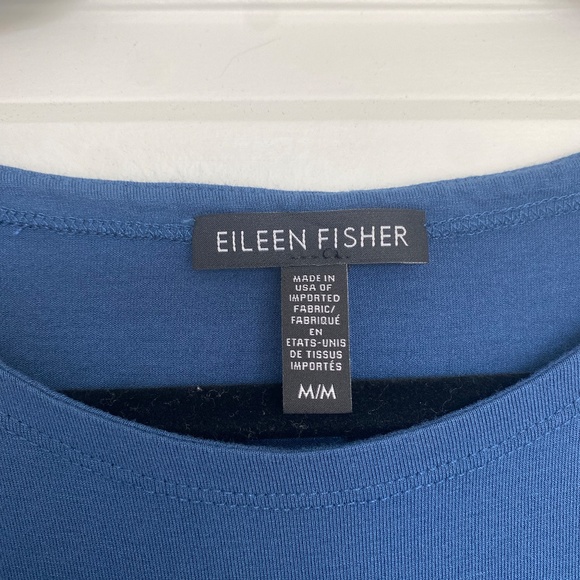 EILEEN FISHER
MADE IN
USA OF
IMPORTED
FABRIC/
FABRIQUÉ
EN
ETATS-UNIS
DE TISSUS
IMPORTÉS
M/M